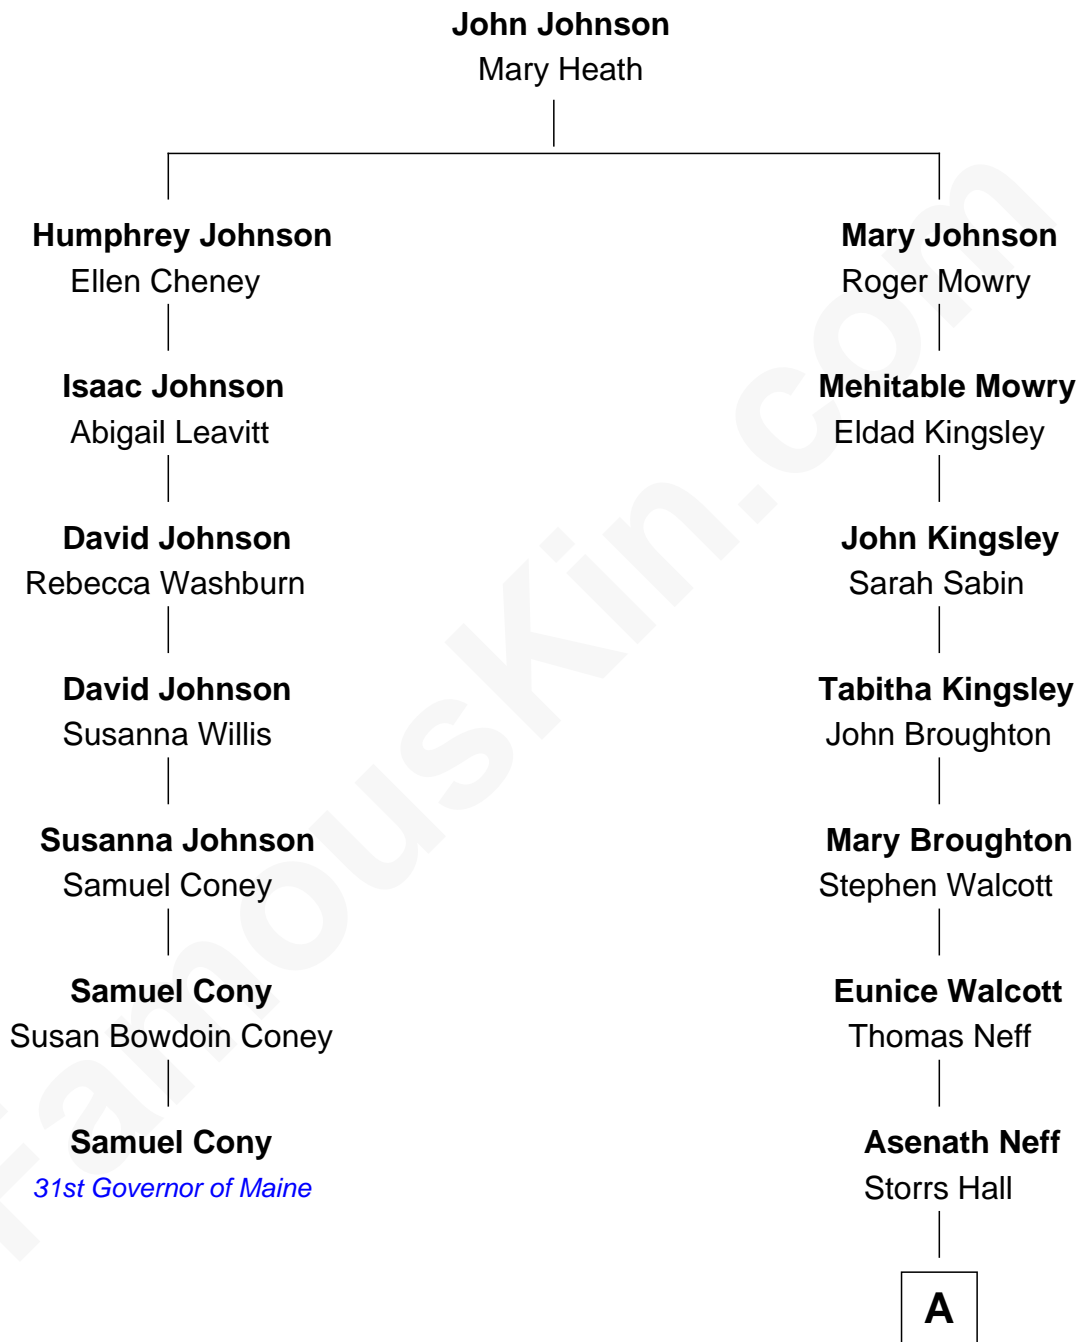 John Johnson
Mary Heath
Humphrey Johnson
Ellen Cheney
Isaac Johnson
Abigail Leavitt
David Johnson
Rebecca Washburn
David Johnson
Susanna Willis
Susanna Johnson
Samuel Coney
Samuel Cony
Susan Bowdoin Coney
Samuel Cony
31st Governor of Maine
Mary Johnson
Roger Mowry
Mehitable Mowry
Eldad Kingsley
John Kingsley
Sarah Sabin
Tabitha Kingsley
John Broughton
Mary Broughton
Stephen Walcott
Eunice Walcott
Thomas Neff
Asenath Neff
Storrs Hall
A
FamousKin.com